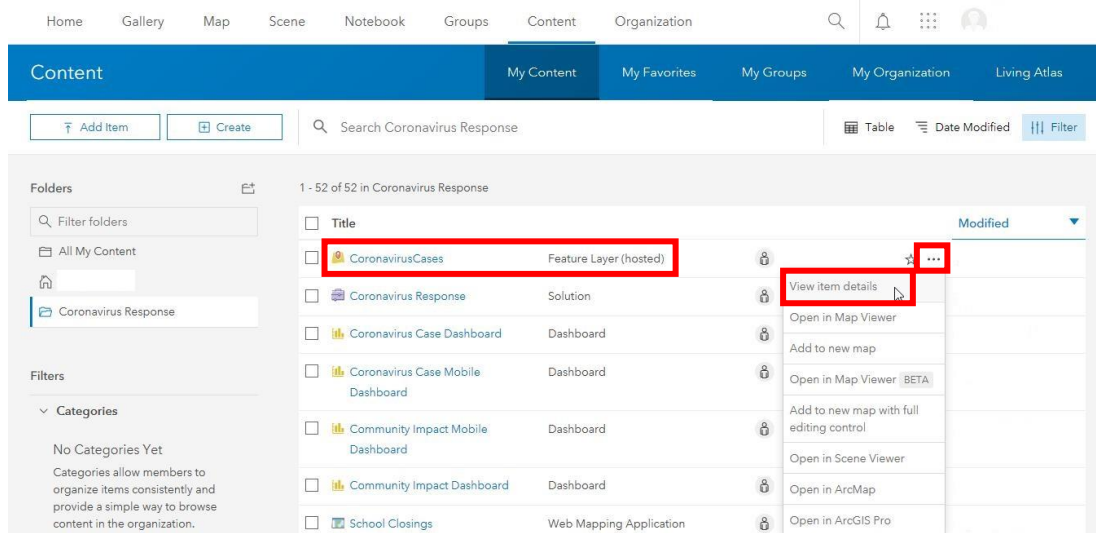 Home Gallery Map Scene Notebook Groups Content Organization
Content My Content My Favorites My Groups My Organization Living Atlas
Add Item Create Search Coronavirus Response Table Date Modified Filter
Folders 1 - 52 of 52 in Coronavirus Response
Filter folders Title Modified
All My Content CoronavirusCases Feature Layer (hosted)
View item details
Coronavirus Response Coronavirus Response Solution
Open in Map Viewer
Coronavirus Case Dashboard Dashboard
Add to new map
Filters Coronavirus Case Mobile Dashboard Dashboard
Open in Map Viewer BETA
Categories Add to new map with full editing control
Community Impact Mobile Dashboard Dashboard
No Categories Yet
Open in Scene Viewer
Categories allow members to
organize items consistently and Community Impact Dashboard Dashboard Open in ArcMap
provide a simple way to browse
content in the organization. School Closings Web Mapping Application Open in ArcGIS Pro